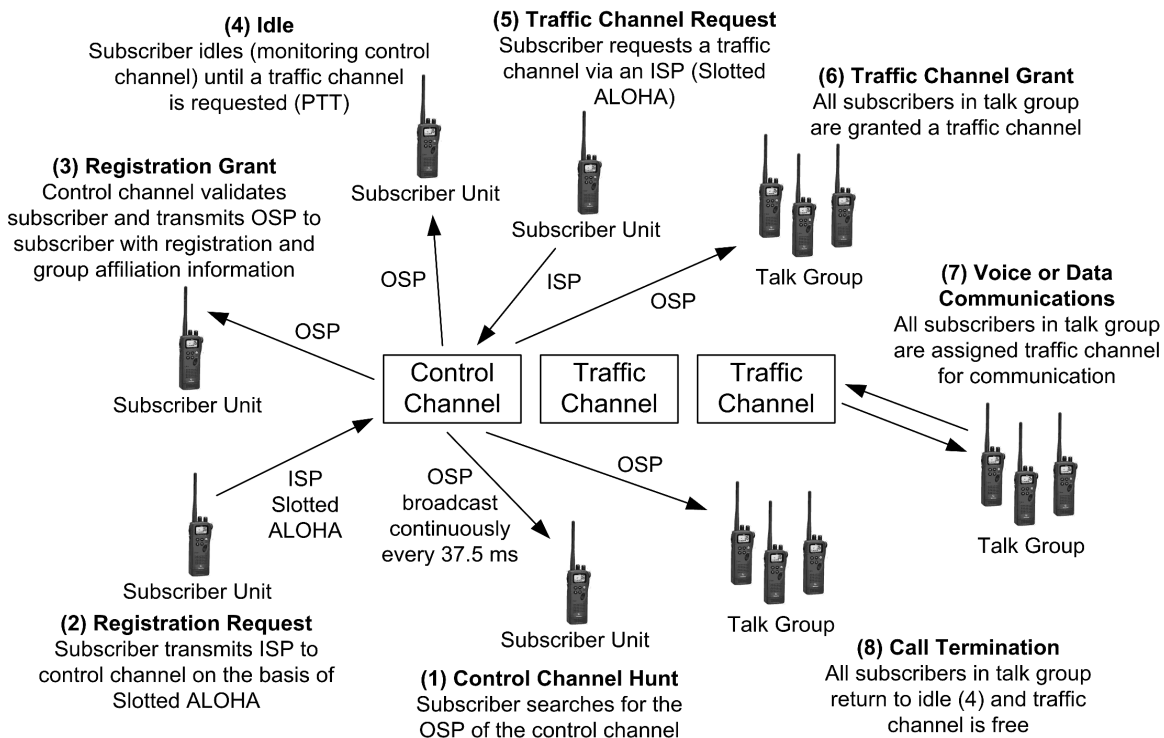 (4) Idle
Subscriber idles (monitoring control
channel) until a traffic channel
is requested (PTT)
Subscriber Unit
OSP
(5) Traffic Channel Request
Subscriber requests a traffic
channel via an ISP (Slotted
ALOHA)
Subscriber Unit
ISP
(6) Traffic Channel Grant
All subscribers in talk group
are granted a traffic channel
Talk Group
OSP
(3) Registration Grant
Control channel validates
subscriber and transmits OSP to
subscriber with registration and
group affiliation information
OSP
Subscriber Unit
(7) Voice or Data
Communications
All subscribers in talk group
are assigned traffic channel
for communication
Talk Group
Control
Channel
Traffic
Channel
Traffic
Channel
ISP
Slotted
ALOHA
Subscriber Unit
(2) Registration Request
Subscriber transmits ISP to
control channel on the basis of
Slotted ALOHA
OSP
broadcast
continuously
every 37.5 ms
Subscriber Unit
(1) Control Channel Hunt
Subscriber searches for the
OSP of the control channel
OSP
Talk Group
(8) Call Termination
All subscribers in talk group
return to idle (4) and traffic
channel is free